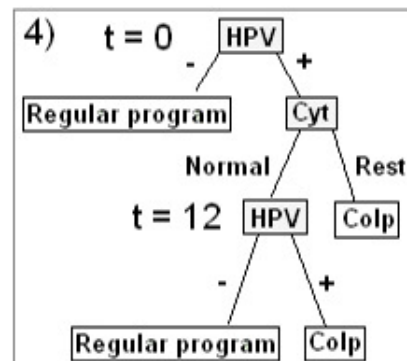 4) t = 0 HPV
- +
Regular program Cyt
Normal Rest
t = 12 HPV Colp
- +
Regular program Colp